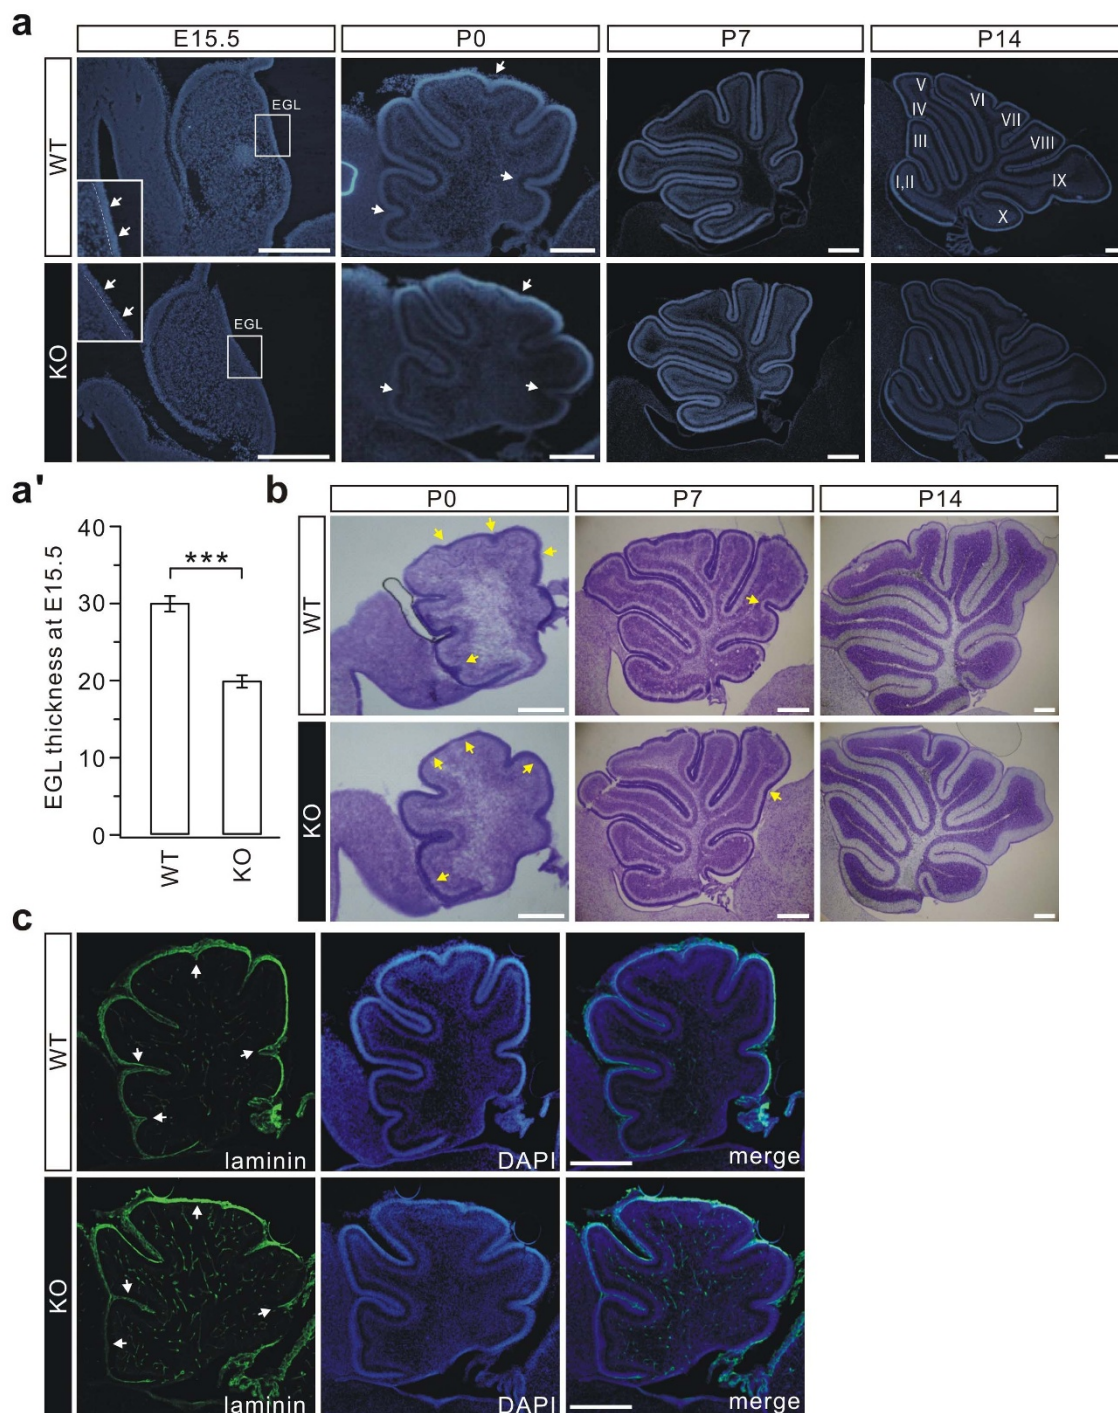 a
E15.5 P0 P7 P14
WT
EGL
V
IV
III
I,II
VI
VII
VIII
IX
X
KO
EGL
a'
EGL thickness at E15.5
40
30
20
10
0
***
WT KO
b
P0 P7 P14
WT
KO
c
WT
laminin DAPI merge
KO
laminin DAPI merge